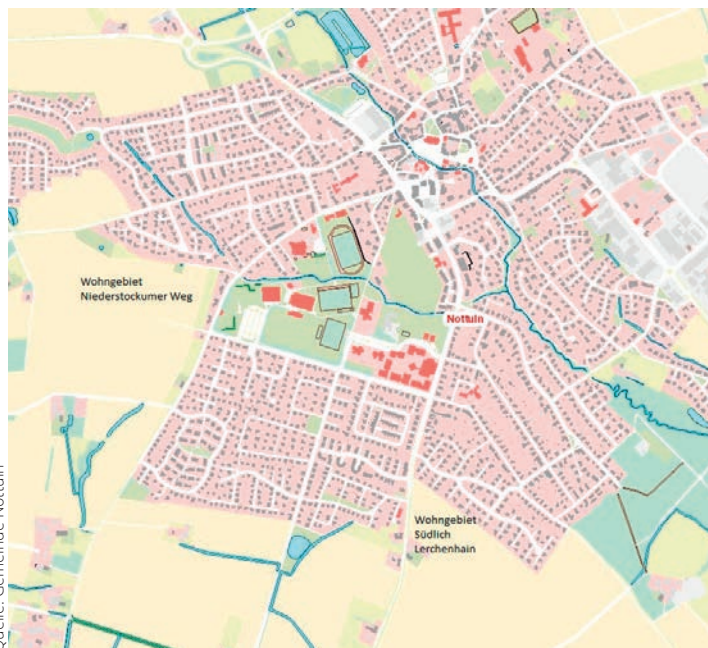 Wohngebiet
Niederstockumer Weg
Nottuln
Wohngebiet
Südlich
Lerchenhain
Quelle: Gemeinde Nottuln